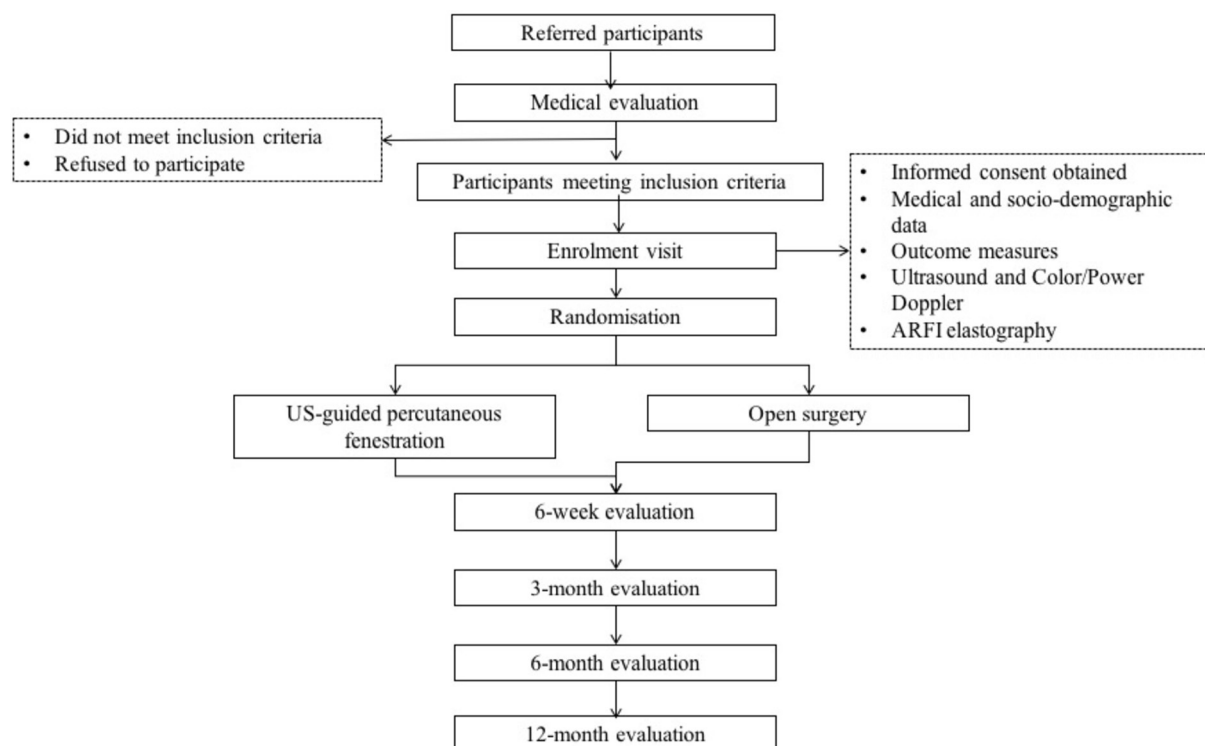 Referred participants
Medical evaluation
• Did not meet inclusion criteria
• Refused to participate
Participants meeting inclusion criteria
• Informed consent obtained
• Medical and socio-demographic
data
• Outcome measures
• Ultrasound and Color/Power
Doppler
• ARFI elastography
Enrolment visit
Randomisation
US-guided percutaneous
fenestration
Open surgery
6-week evaluation
3-month evaluation
6-month evaluation
12-month evaluation